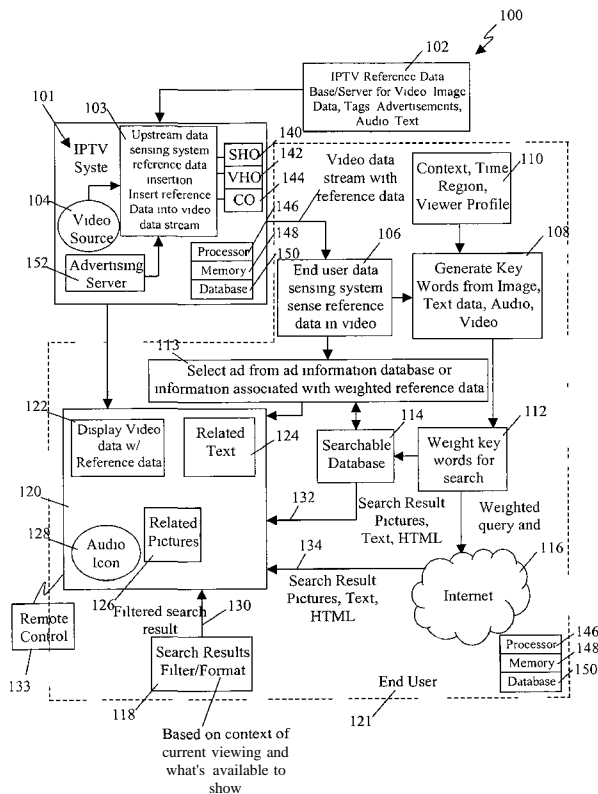 100
102
IPTV Reference Data
Base/Server for Video Image
Data, Tags Advertisements,
Audio Text
101
103
IPTV
Syste
Upstream data
sensing system
reference data
insertion
Insert reference
Data into video
data stream
SHO
VHO
CO
140
142
144
146
148
150
104
Video
Source
152
Advertising
Server
Processor
Memory
Database
Video data
stream with
reference data
110
Context, Time
Region,
Viewer Profile
106
End user data
sensing system
sense reference
data in video
108
Generate Key
Words from Image,
Text data, Audio,
Video
113
Select ad from ad information database or
information associated with weighted reference data
122
Display Video
data w/
Reference data
Related
Text
124
114
Searchable
Database
112
Weight key
words for
search
120
132
Search Result
Pictures,
Text, HTML
Weighted
query and
128
Audio
Icon
Related
Pictures
126
134
Search Result
Pictures, Text,
HTML
116
Internet
Remote
Control
133
Filtered search
result
130
Search Results
Filter/Format
118
Based on context of
current viewing and
what's available to
show
End User
121
Processor
Memory
Database
146
148
150